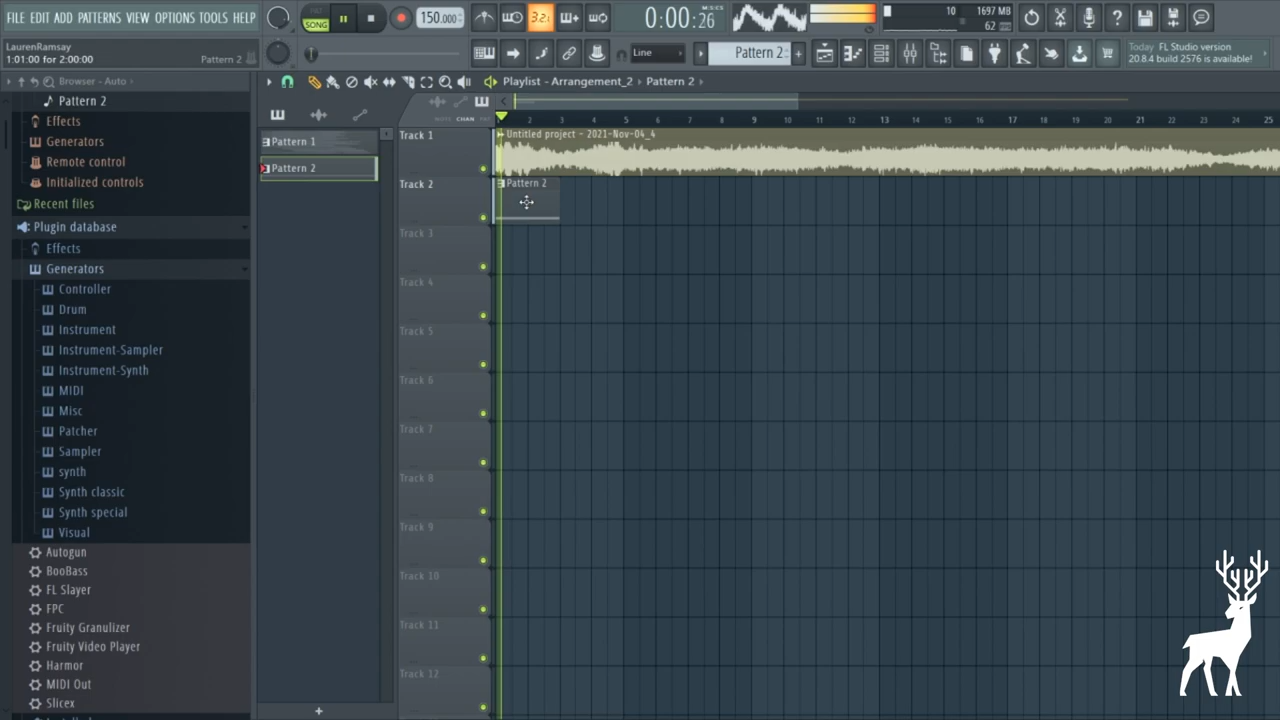 FILE EDIT ADD PATTERNS VIEW OPTIONS TOOLS HELP
SONG
150.000
3.2.1
0:00:26
M:S:CS
10
1697 MB
62
LaurenRamsay
1:01:00 for 2:00:00
Pattern 2
Line
Pattern 2
Today FL Studio version
20.8.4 build 2576 is available!
Browser - Auto
Playlist - Arrangement_2 › Pattern 2 ›
Pattern 2
Effects
Generators
Remote control
Initialized controls
Recent files
Plugin database
Effects
Generators
Controller
Drum
Instrument
Instrument-Sampler
Instrument-Synth
MIDI
Misc
Patcher
Sampler
synth
Synth classic
Synth special
Visual
Autogun
BooBass
FL Slayer
FPC
Fruity Granulizer
Fruity Video Player
Harmor
MIDI Out
Slicex
Pattern 1
Pattern 2
CHAN
2 3 4 5 6 7 8 9 10 11 12 13 14 15 16 17 18 19 20 21 22 23 24 25
Track 1
Untitled project - 2021-Nov-04_4
Track 2
Pattern 2
Track 3
Track 4
Track 5
Track 6
Track 7
Track 8
Track 9
Track 10
Track 11
Track 12